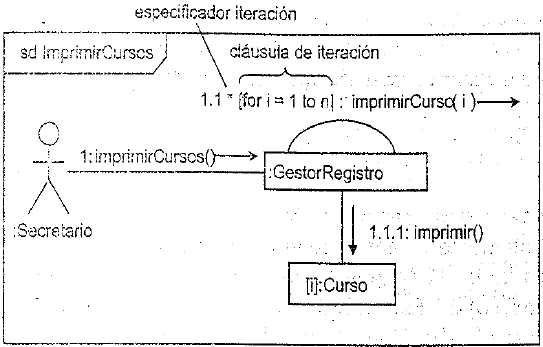 especificador iteración
sd ImprimirCursos
cláusula de iteración
1.1 * [for i = 1 to n] : imprimirCurso( i )
1: imprimirCursos()
:GestorRegistro
:Secretario
1.1.1: imprimir()
[i]:Curso